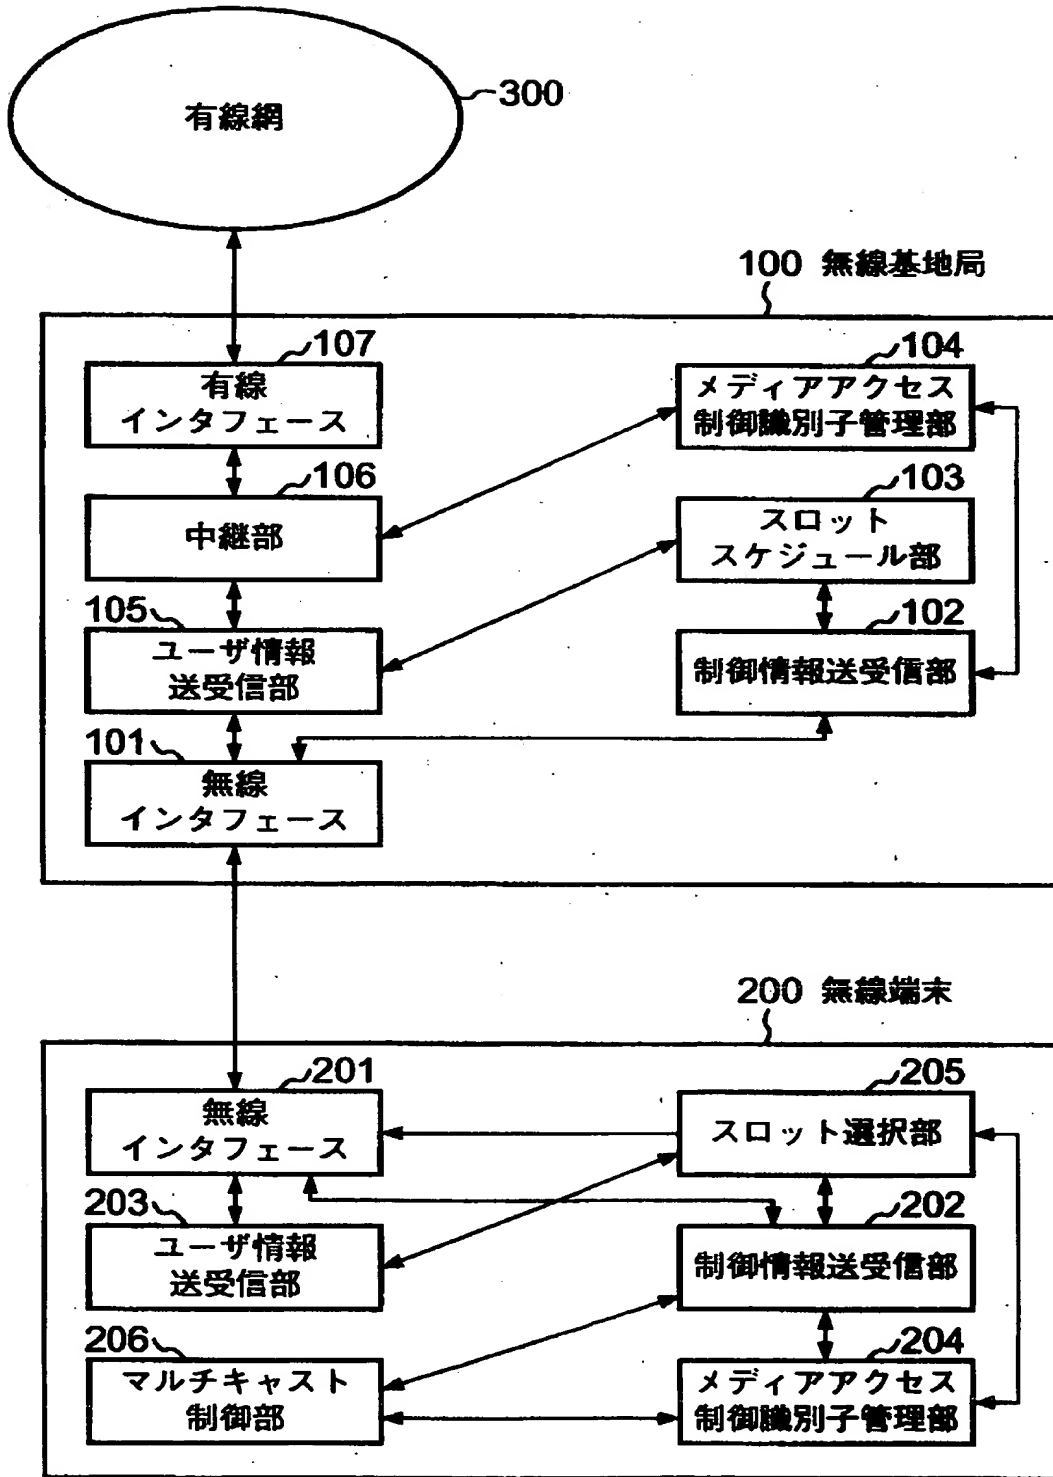 有線網
300
100 無線基地局
107
有線
インタフェース
104
メディアアクセス
制御識別子管理部
106
中継部
103
スロット
スケジュール部
105
ユーザ情報
送受信部
102
制御情報送受信部
101
無線
インタフェース
200 無線端末
201
無線
インタフェース
205
スロット選択部
203
ユーザ情報
送受信部
202
制御情報送受信部
206
マルチキャスト
制御部
204
メディアアクセス
制御識別子管理部